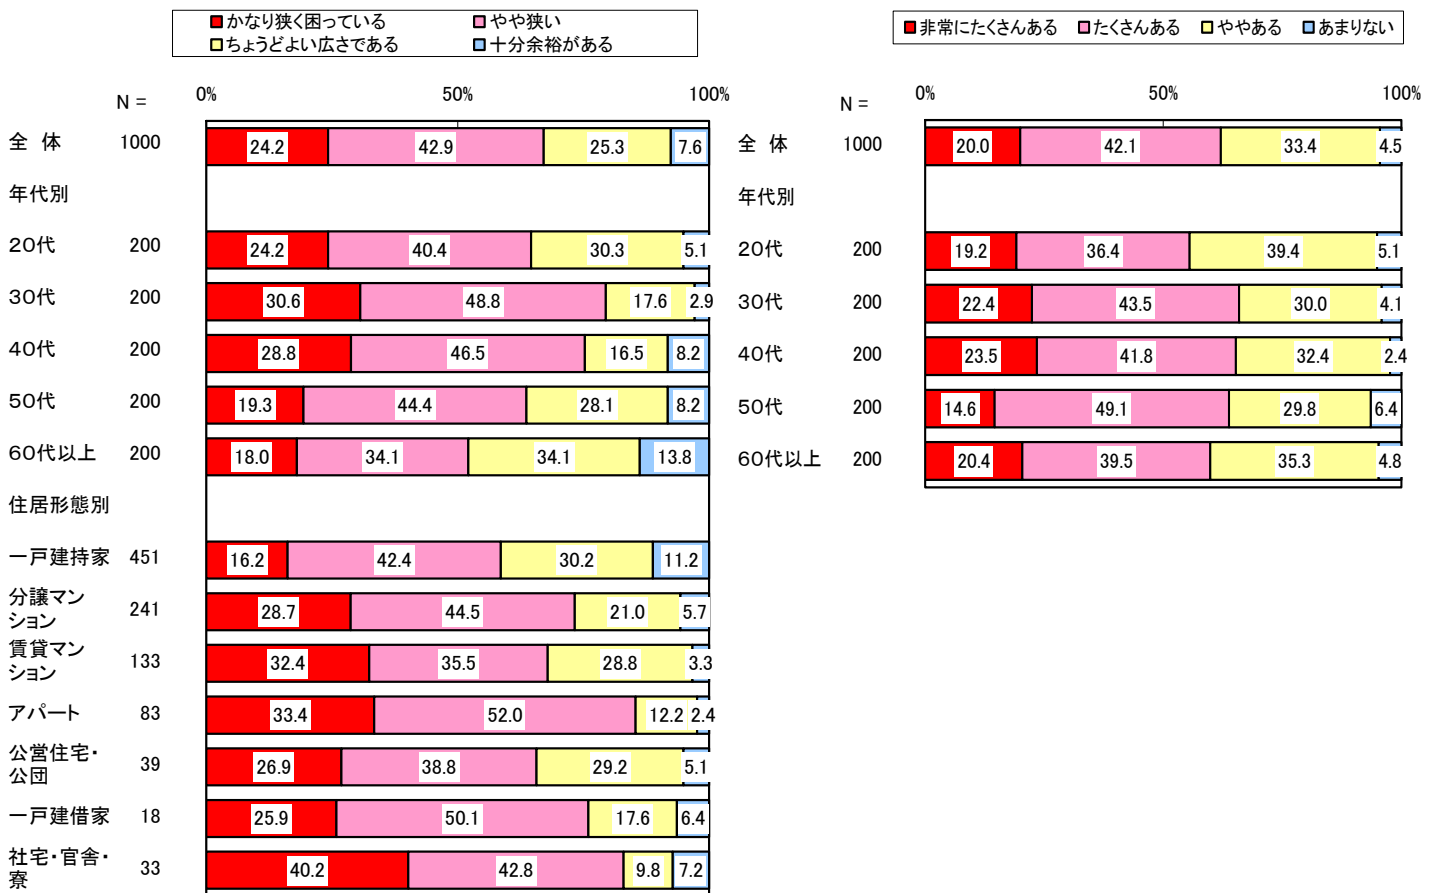 かなり狭く困っている やや狭い
ちょうどよい広さである 十分余裕がある
N = 0% 50% 100%
全 体 1000 24.2 42.9 25.3 7.6
年代別
20代 200 24.2 40.4 30.3 5.1
30代 200 30.6 48.8 17.6 2.9
40代 200 28.8 46.5 16.5 8.2
50代 200 19.3 44.4 28.1 8.2
60代以上 200 18.0 34.1 34.1 13.8
住居形態別
一戸建持家 451 16.2 42.4 30.2 11.2
分譲マン
ション 241 28.7 44.5 21.0 5.7
賃貸マン
ション 133 32.4 35.5 28.8 3.3
アパート 83 33.4 52.0 12.2 2.4
公営住宅・
公団 39 26.9 38.8 29.2 5.1
一戸建借家 18 25.9 50.1 17.6 6.4
社宅・官舎・
寮 33 40.2 42.8 9.8 7.2
非常にたくさんある たくさんある ややある あまりない
N = 0% 50% 100%
全 体 1000 20.0 42.1 33.4 4.5
年代別
20代 200 19.2 36.4 39.4 5.1
30代 200 22.4 43.5 30.0 4.1
40代 200 23.5 41.8 32.4 2.4
50代 200 14.6 49.1 29.8 6.4
60代以上 200 20.4 39.5 35.3 4.8